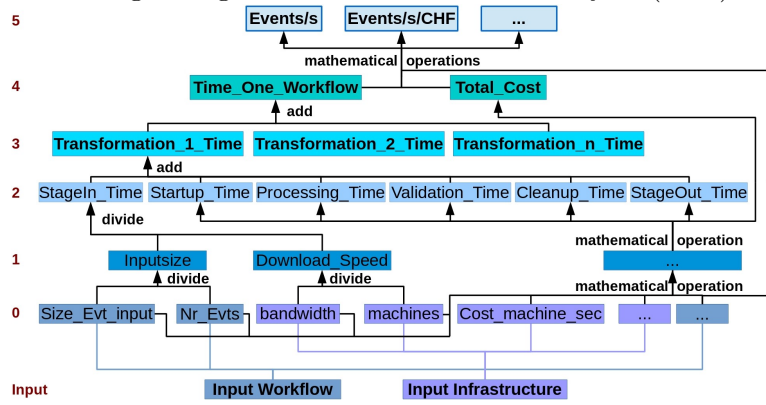 5 Events/s Events/s/CHF ...
mathematical operations
4 Time_One_Workflow Total_Cost
add
3 Transformation_1_Time Transformation_2_Time Transformation_n_Time
add
2 StageIn_Time Startup_Time Processing_Time Validation_Time Cleanup_Time StageOut_Time
divide
mathematical operation
1 Inputsize Download_Speed ...
divide divide mathematical operation
0 Size_Evt_input Nr_Evts bandwidth machines Cost_machine_sec ... ...
Input Input Workflow Input Infrastructure